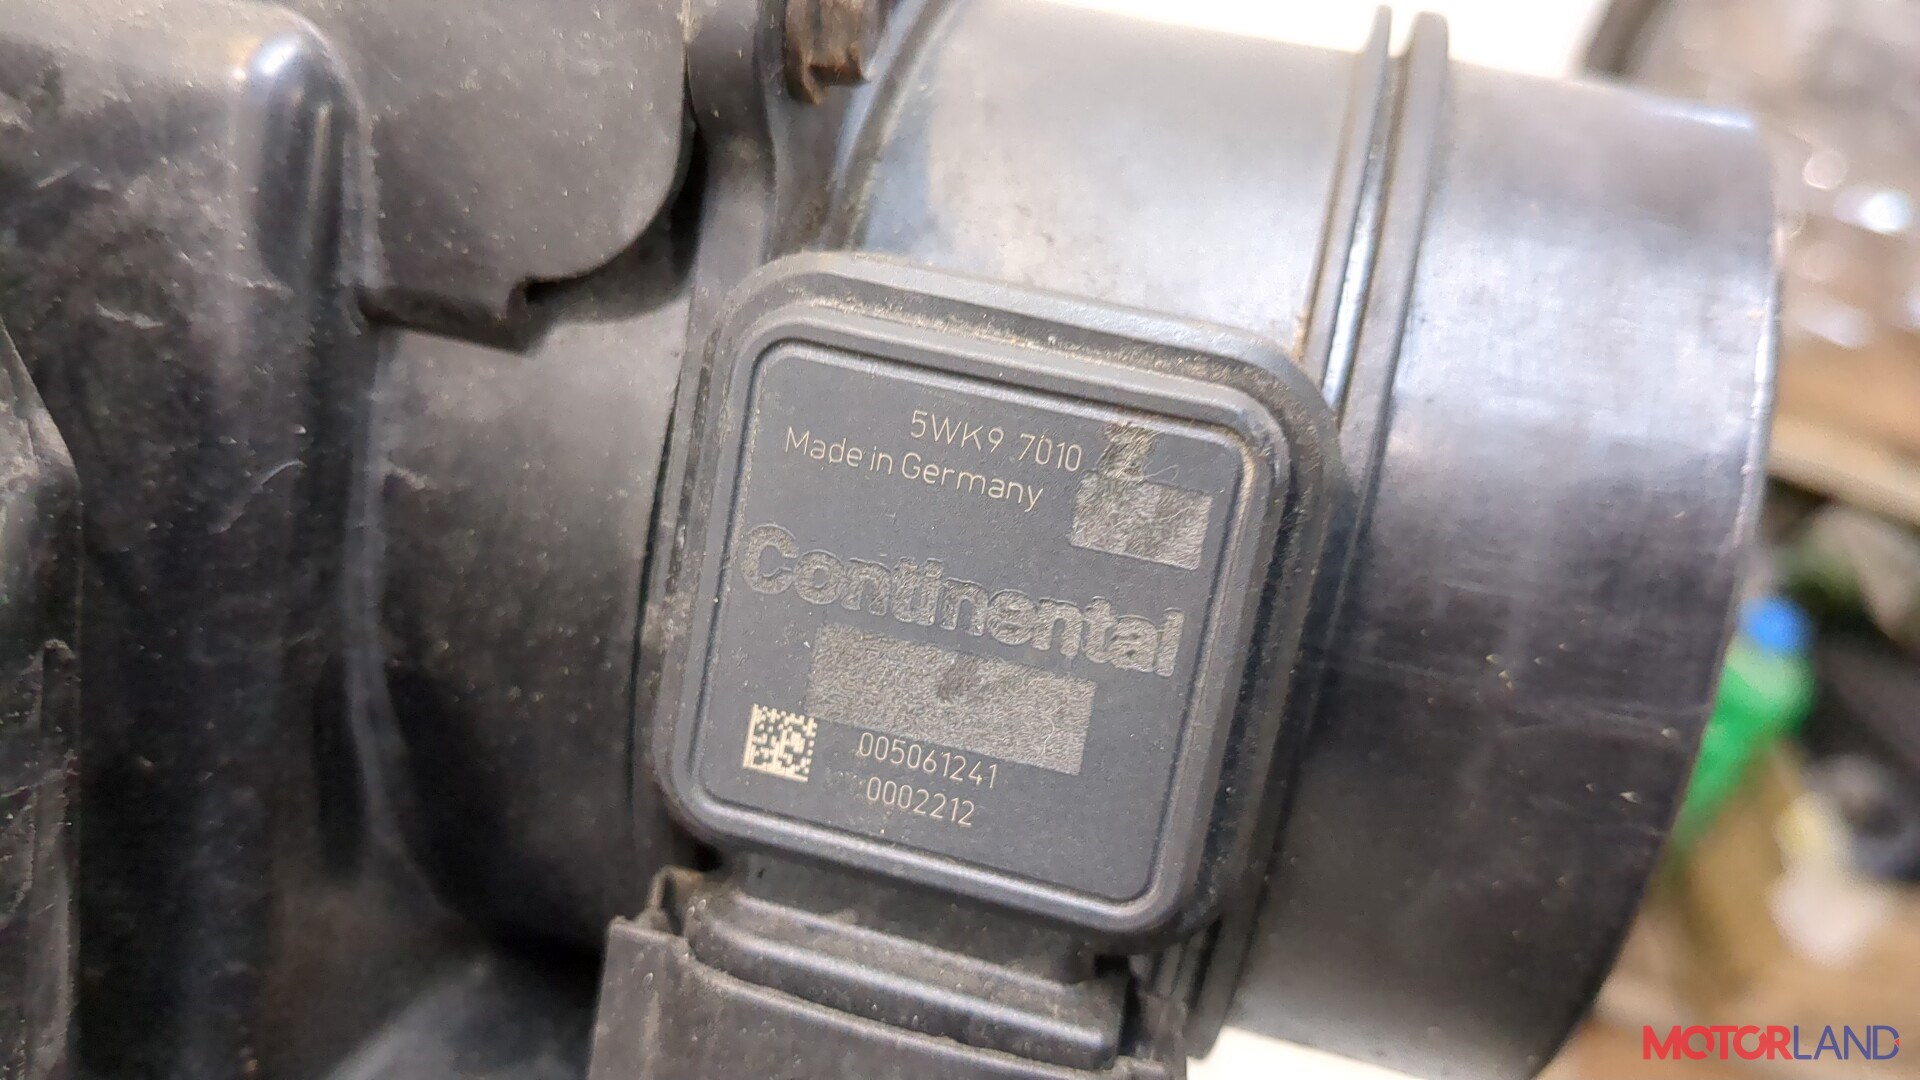 5WK9 7010
Made in Germany
Continental
005061241
0002212
MOTORLAND